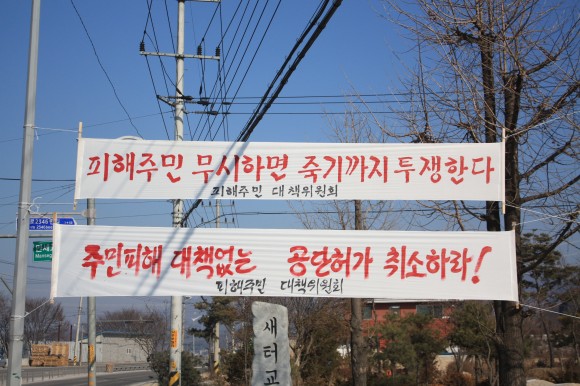 피해주민 무시하면 죽기까지 투쟁한다
피해주민 대책위원회
주민피해 대책없는 공단허가 취소하라!
피해주민 대책위원회
새터교